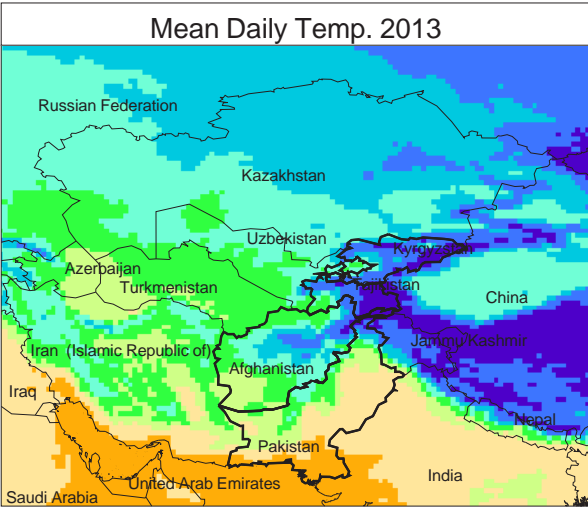 Mean Daily Temp. 2013
Russian Federation
Kazakhstan
Uzbekistan
Kyrgyzstan
Azerbaijan
Turkmenistan
Tajikistan
China
Iran (Islamic Republic of)
Jammu Kashmir
Afghanistan
Iraq
Nepal
Pakistan
India
United Arab Emirates
Saudi Arabia